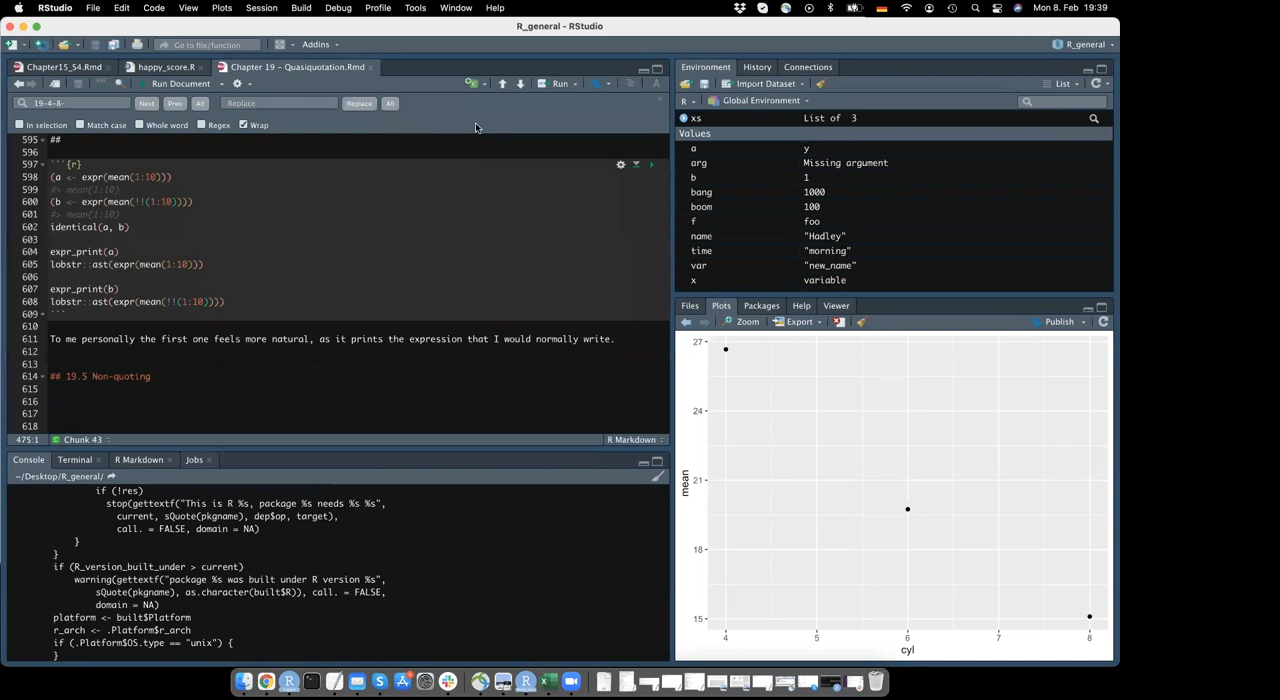 RStudio File Edit Code View Plots Session Build Debug Profile Tools Window Help Mon 8. Feb 19:39
R_general - RStudio
Go to file/function Addins R_general
Chapter15_S4.Rmd happy_score.R Chapter 19 – Quasiquotation.Rmd
Run Document Run
19-4-8- Next Prev All Replace Replace All
In selection Match case Whole word Regex Wrap
595 ##
596
597 ```{r}
598 (a <- expr(mean(1:10)))
599 #> mean(1:10)
600 (b <- expr(mean(!!(1:10))))
601 #> mean(1:10)
602 identical(a, b)
603
604 expr_print(a)
605 lobstr::ast(expr(mean(1:10)))
606
607 expr_print(b)
608 lobstr::ast(expr(mean(!!(1:10))))
609 ```
610
611 To me personally the first one feels more natural, as it prints the expression that I would normally write.
612
613
614 ## 19.5 Non-quoting
615
616
617
618
475:1 Chunk 43 R Markdown
Console Terminal R Markdown Jobs
~/Desktop/R_general/
if (!res)
stop(gettextf("This is R %s, package %s needs %s %s",
current, sQuote(pkgname), dep$op, target),
call. = FALSE, domain = NA)
}
}
if (R_version_built_under > current)
warning(gettextf("package %s was built under R version %s",
sQuote(pkgname), as.character(built$R)), call. = FALSE,
domain = NA)
platform <- built$Platform
r_arch <- .Platform$r_arch
if (.Platform$OS.type == "unix") {
}
Environment History Connections
Import Dataset List
R Global Environment
xs List of 3
Values
a y
arg Missing argument
b 1
bang 1000
boom 100
f foo
name "Hadley"
time "morning"
var "new_name"
x variable
Files Plots Packages Help Viewer
Zoom Export Publish
27
24
21
18
15
mean
4 5 6 7 8
cyl